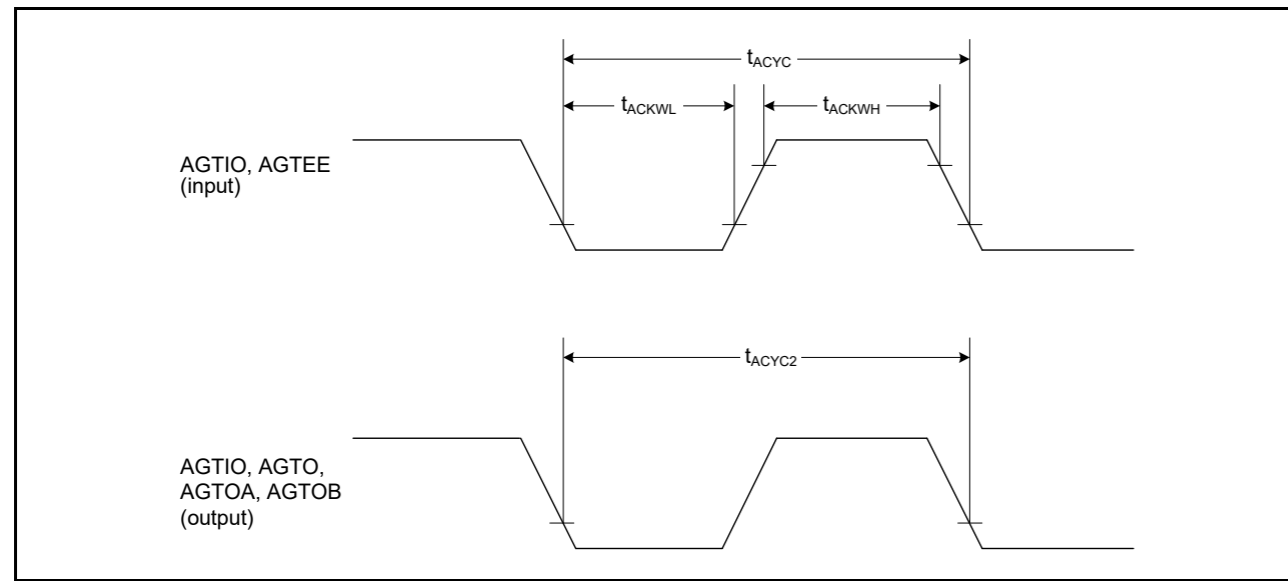 tACYC
tACKWL
tACKWH
AGTIO, AGTEE
(input)
tACYC2
AGTIO, AGTO,
AGTOA, AGTOB
(output)